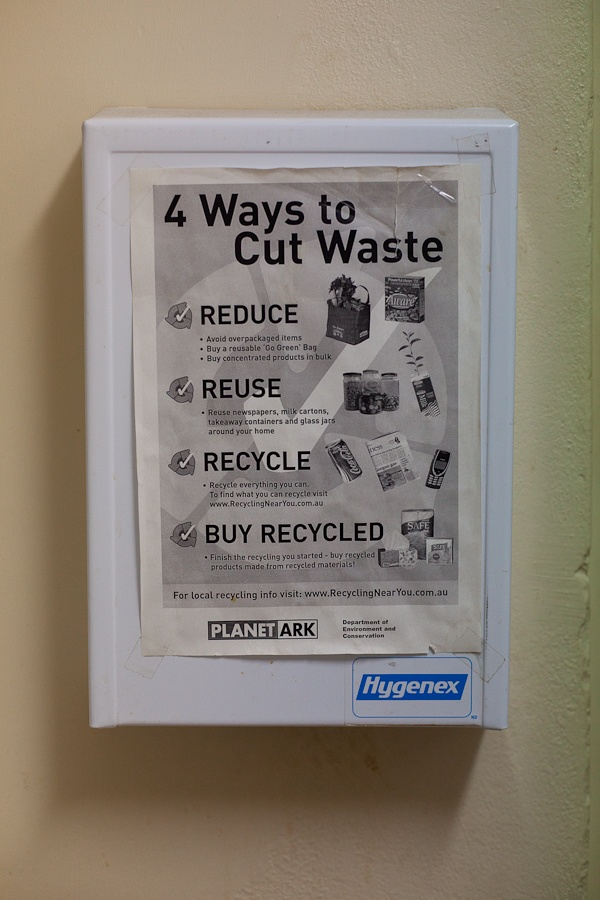 4 Ways to
Cut Waste
REDUCE
• Avoid overpackaged items
• Buy a reusable 'Go Green' Bag
• Buy concentrated products in bulk
Aware
REUSE
• Reuse newspapers, milk cartons,
takeaway containers and glass jars
around your home
RECYCLE
• Recycle everything you can.
To find what you can recycle visit
www.RecyclingNearYou.com.au
BUY RECYCLED
• Finish the recycling you started - buy recycled
products made from recycled materials!
SAFE
SAFE
For local recycling info visit: www.RecyclingNearYou.com.au
PLANET ARK
Department of
Environment and
Conservation
Hygenex